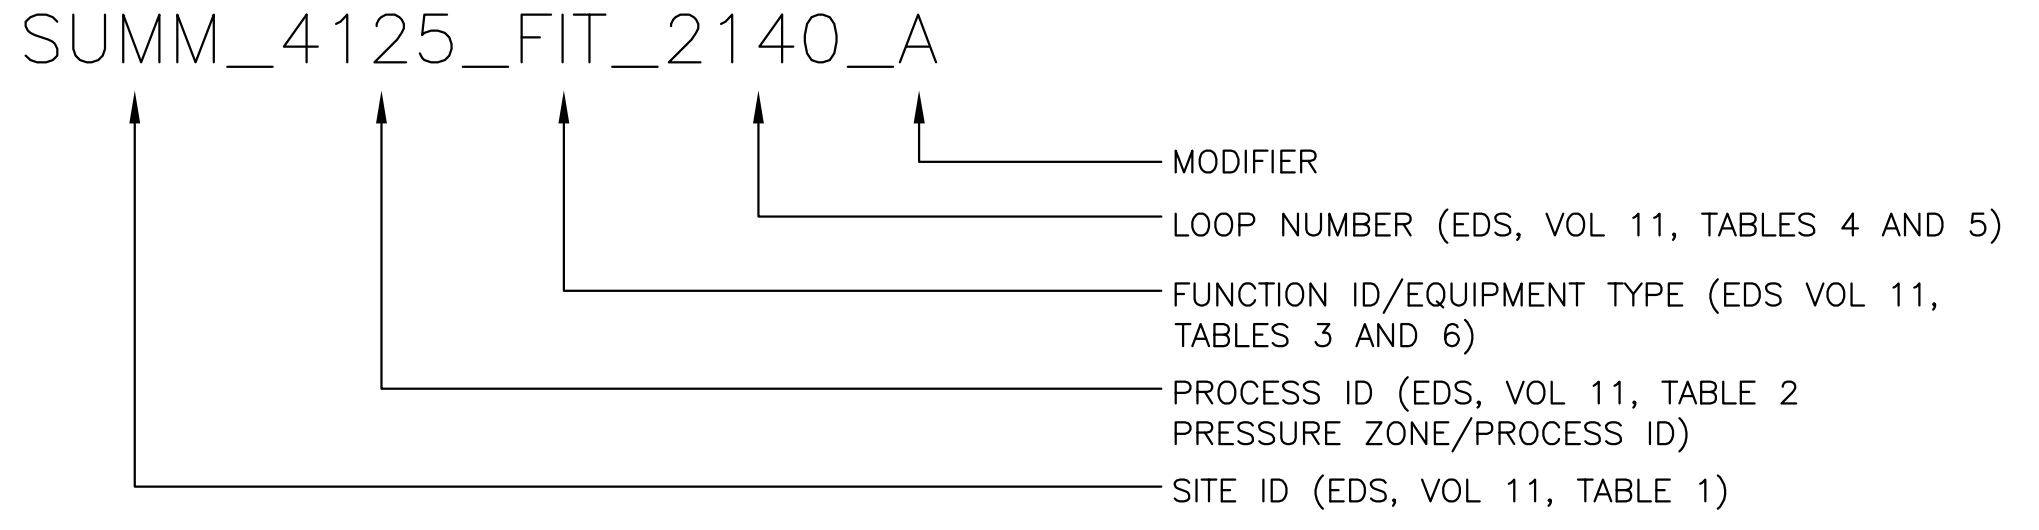 SUMM_4125_FIT_2140_A
MODIFIER
LOOP NUMBER (EDS, VOL 11, TABLES 4 AND 5)
FUNCTION ID/EQUIPMENT TYPE (EDS VOL 11,
TABLES 3 AND 6)
PROCESS ID (EDS, VOL 11, TABLE 2
PRESSURE ZONE/PROCESS ID)
SITE ID (EDS, VOL 11, TABLE 1)